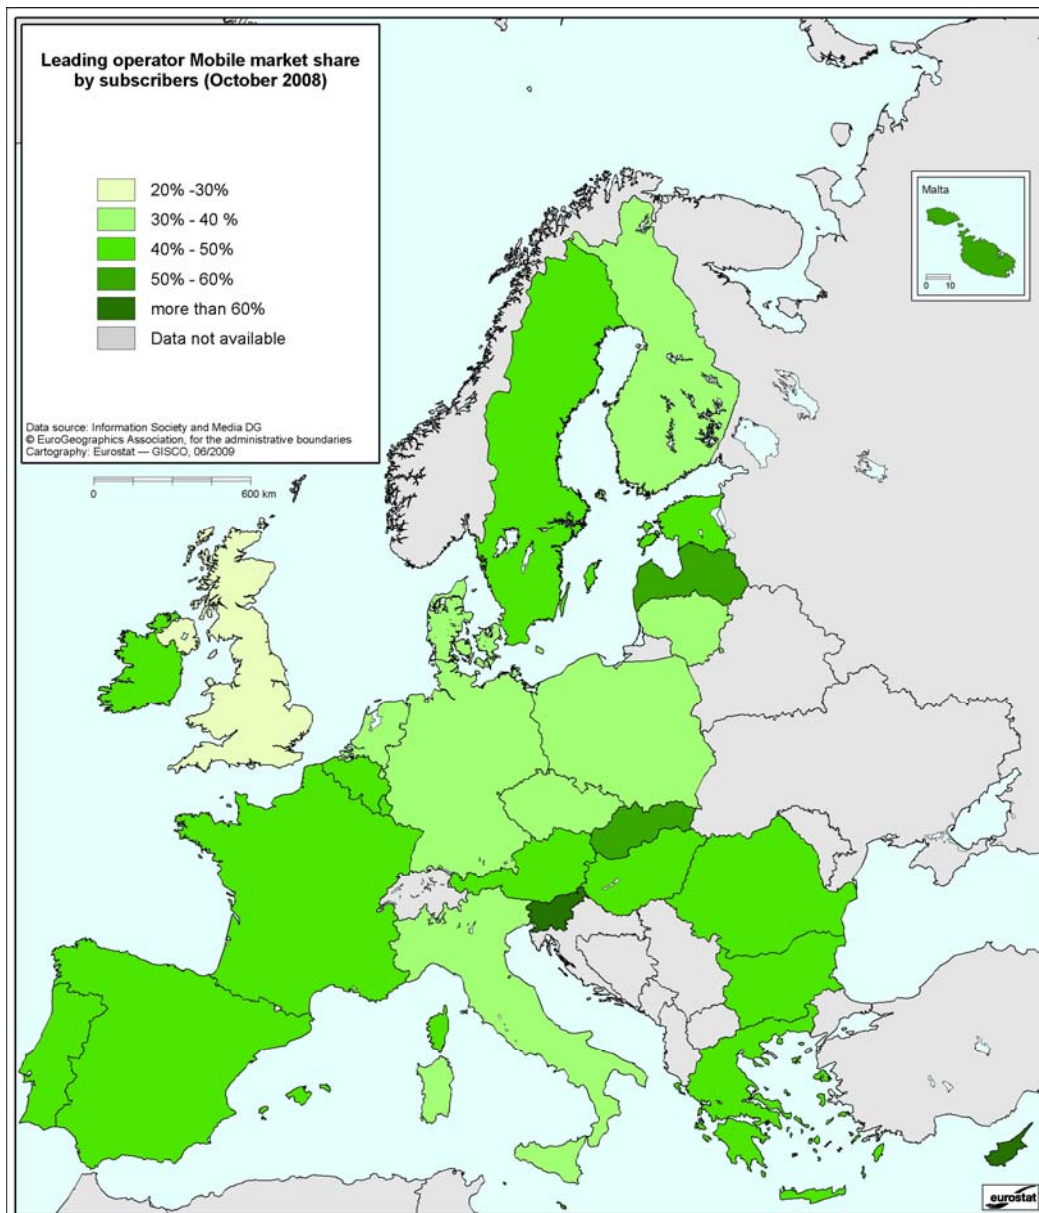 Leading operator Mobile market share
by subscribers (October 2008)
20% -30%
30% - 40 %
40% - 50%
50% - 60%
more than 60%
Data not available
Data source: Information Society and Media DG
© EuroGeographics Association, for the administrative boundaries
Cartography: Eurostat — GISCO, 06/2009
0 600 km
Malta
0 10
eurostat